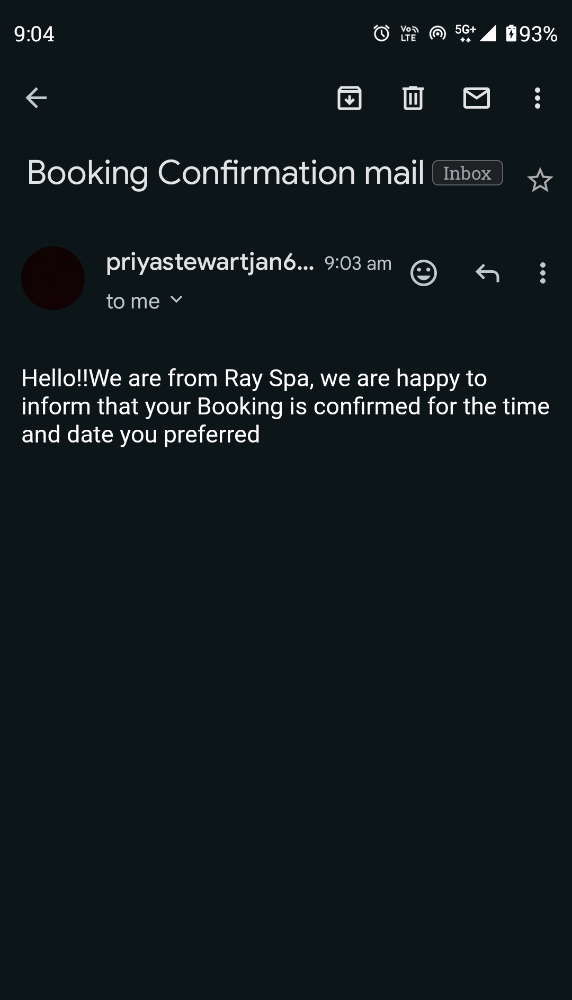 9:04 Vo LTE 5G+ 93%
Booking Confirmation mail Inbox
priyastewartjan6... 9:03 am
to me
Hello!!We are from Ray Spa, we are happy to
inform that your Booking is confirmed for the time
and date you preferred